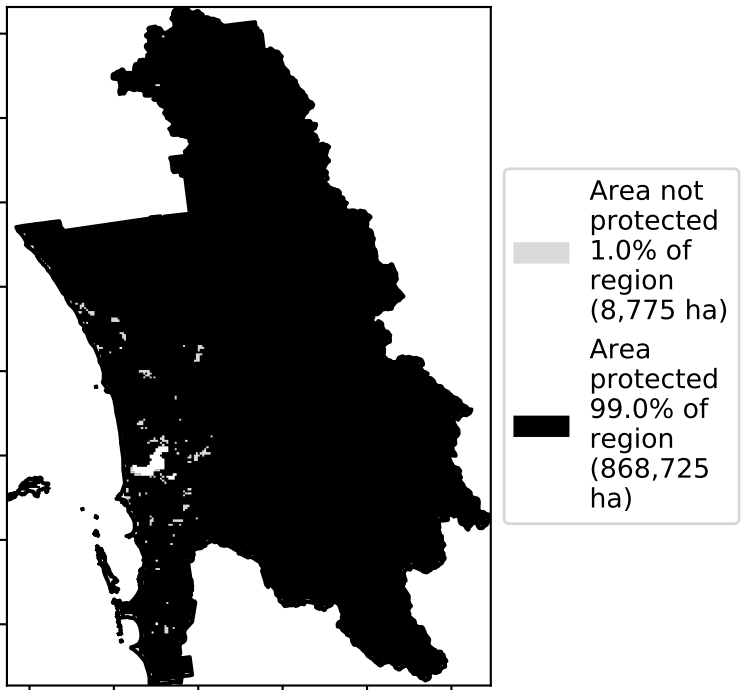 Area not
protected
1.0% of
region
(8,775 ha)
Area
protected
99.0% of
region
(868,725
ha)